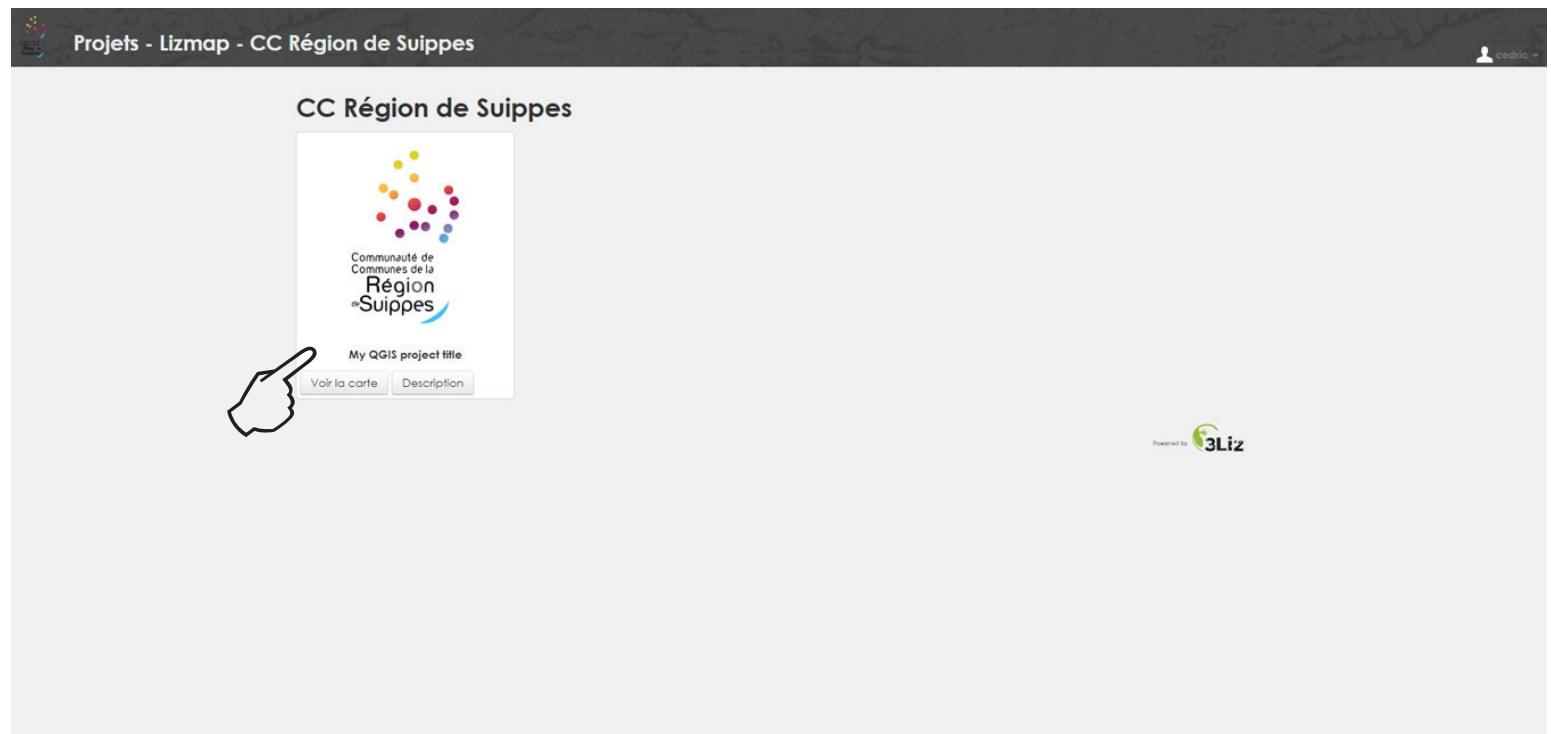 Projets - Lizmap - CC Région de Suippes
cedric
CC Région de Suippes
Communauté de
Communes de la
Région
de Suippes
My QGIS project title
Voir la carte
Description
Powered by 3Liz